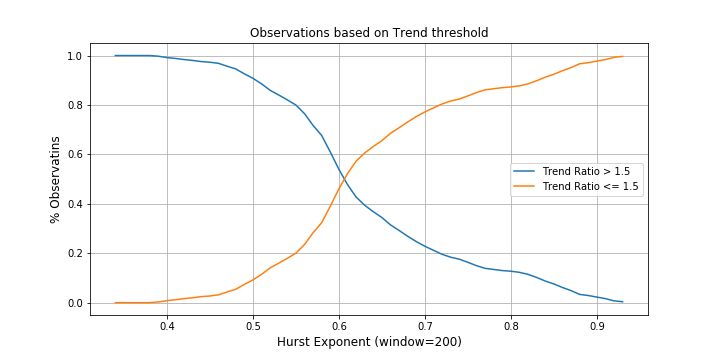 Observations based on Trend threshold
1.0
0.8
0.6
0.4
0.2
0.0
% Observatins
Trend Ratio > 1.5
Trend Ratio <= 1.5
0.4 0.5 0.6 0.7 0.8 0.9
Hurst Exponent (window=200)